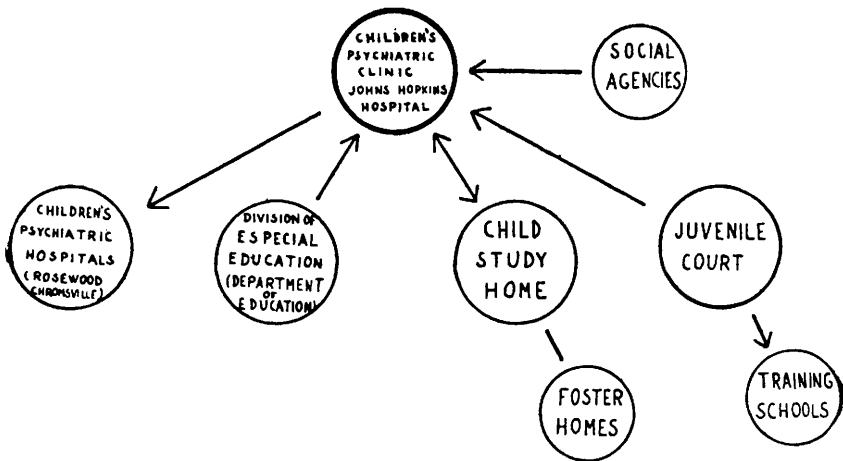 CHILDREN'S
PSYCHIATRIC
CLINIC
JOHNS HOPKINS
HOSPITAL
SOCIAL
AGENCIES
CHILDREN'S
PSYCHIATRIC
HOSPITALS
(ROSEWOOD
DIVISION OF
ESPECIAL
EDUCATION
(DEPARTMENT
OF
EDUCATION)
CHILD
STUDY
HOME
JUVENILE
COURT
FOSTER
HOMES
TRAINING
SCHOOLS